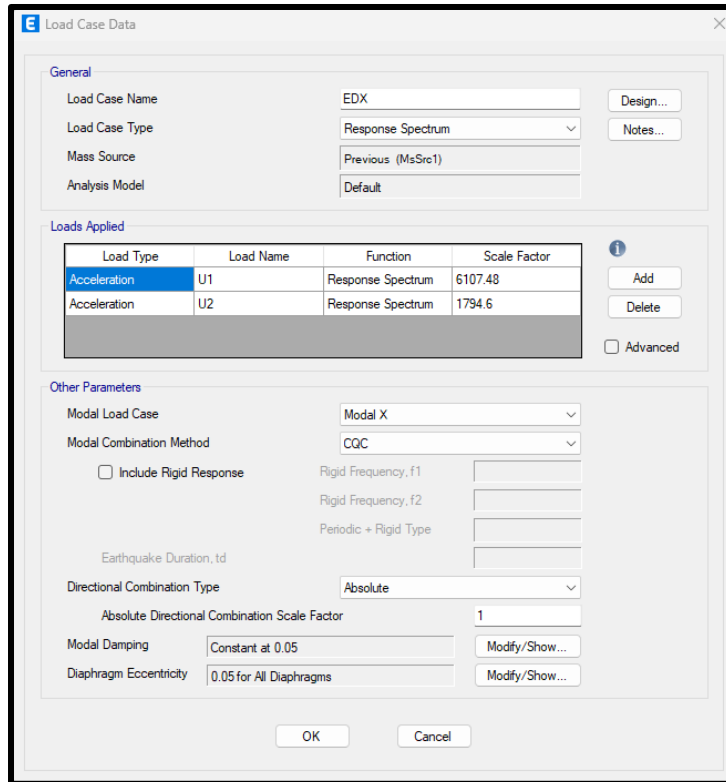 E Load Case Data
General
Load Case Name EDX Design...
Load Case Type Response Spectrum Notes...
Mass Source Previous (MsSrc1)
Analysis Model Default
Loads Applied
Load Type Load Name Function Scale Factor
Acceleration U1 Response Spectrum 6107.48 Add
Acceleration U2 Response Spectrum 1794.6 Delete
Advanced
Other Parameters
Modal Load Case Modal X
Modal Combination Method CQC
Include Rigid Response Rigid Frequency, f1
Rigid Frequency, f2
Periodic + Rigid Type
Earthquake Duration, td
Directional Combination Type Absolute
Absolute Directional Combination Scale Factor 1
Modal Damping Constant at 0.05 Modify/Show...
Diaphragm Eccentricity 0.05 for All Diaphragms Modify/Show...
OK Cancel